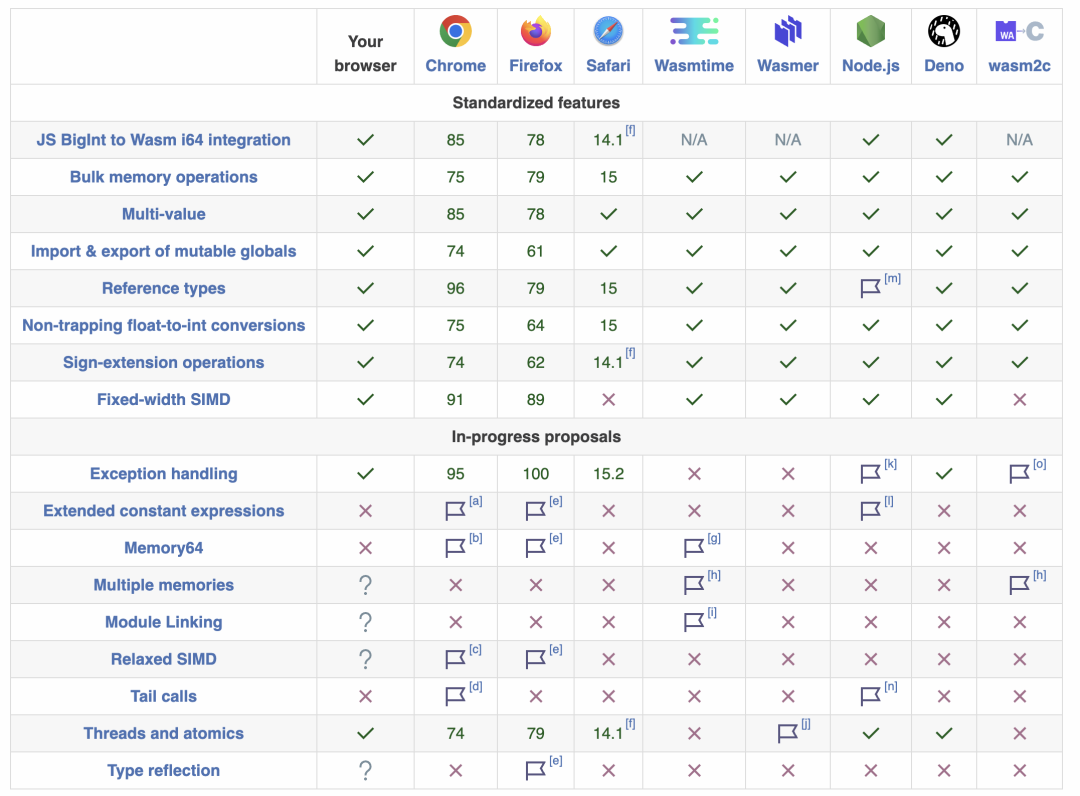 Your browser Chrome Firefox Safari Wasmtime Wasmer Node.js Deno WA C wasm2c
Standardized features
JS BigInt to Wasm i64 integration ✓ 85 78 14.1[f] N/A N/A ✓ ✓ N/A
Bulk memory operations ✓ 75 79 15 ✓ ✓ ✓ ✓ ✓
Multi-value ✓ 85 78 ✓ ✓ ✓ ✓ ✓ ✓
Import & export of mutable globals ✓ 74 61 ✓ ✓ ✓ ✓ ✓ ✓
Reference types ✓ 96 79 15 ✓ ✓ [m] ✓ ✓
Non-trapping float-to-int conversions ✓ 75 64 15 ✓ ✓ ✓ ✓ ✓
Sign-extension operations ✓ 74 62 14.1[f] ✓ ✓ ✓ ✓ ✓
Fixed-width SIMD ✓ 91 89 ✗ ✓ ✓ ✓ ✓ ✗
In-progress proposals
Exception handling ✓ 95 100 15.2 ✗ ✗ [k] ✓ [o]
Extended constant expressions ✗ [a] [e] ✗ ✗ ✗ [l] ✗ ✗
Memory64 ✗ [b] [e] ✗ [g] ✗ ✗ ✗ ✗
Multiple memories ? ✗ ✗ ✗ [h] ✗ ✗ ✗ [h]
Module Linking ? ✗ ✗ ✗ [i] ✗ ✗ ✗ ✗
Relaxed SIMD ? [c] [e] ✗ ✗ ✗ ✗ ✗ ✗
Tail calls ✗ [d] ✗ ✗ ✗ ✗ [n] ✗ ✗
Threads and atomics ✓ 74 79 14.1[f] ✗ [j] ✓ ✓ ✗
Type reflection ? ✗ [e] ✗ ✗ ✗ ✗ ✗ ✗